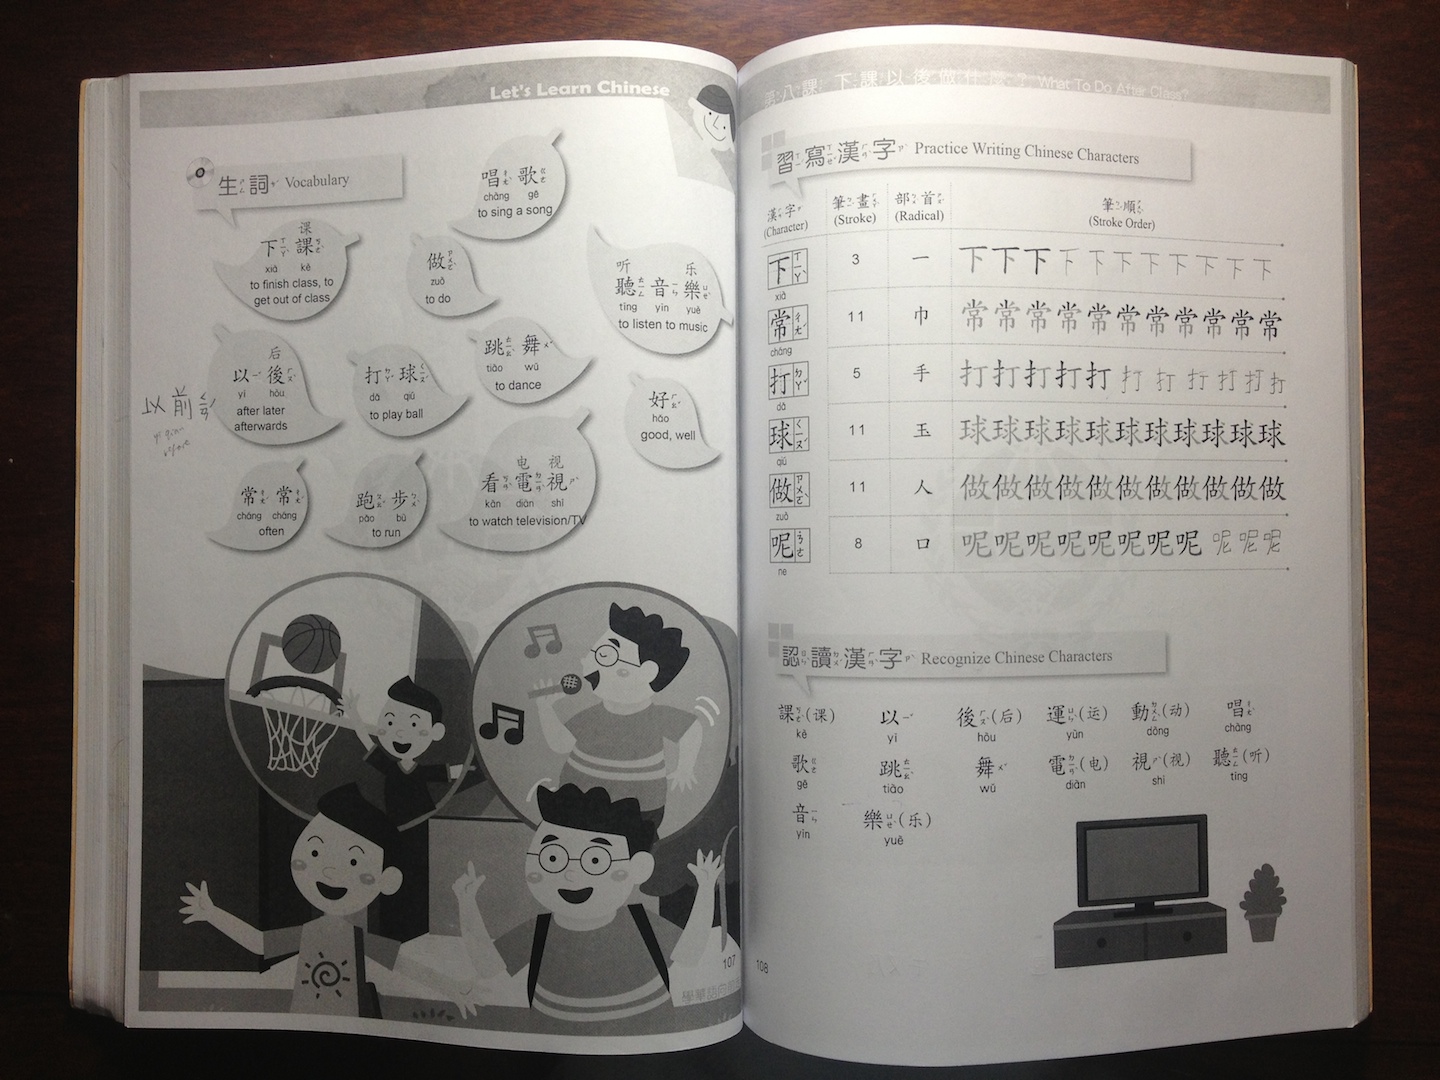 Let's Learn Chinese
生詞 Vocabulary
唱歌
chàng gē
to sing a song
课
下課
xià kè
to finish class, to
get out of class
做
zuò
to do
听 乐
聽音樂
tīng yīn yuè
to listen to music
后
以後
yǐ hòu
after later
afterwards
以前
打球
dǎ qiú
to play ball
跳舞
tiào wǔ
to dance
好
hǎo
good, well
常常
cháng cháng
often
跑步
pǎo bù
to run
电 视
看電視
kàn diàn shì
to watch television/TV
107
第八課 下課以後做什麼? What To Do After Class?
習寫漢字 Practice Writing Chinese Characters
漢字 (Character) 筆畫 (Stroke) 部首 (Radical) 筆順 (Stroke Order)
下 3 一 下下下下下下下下下下
xià
常 11 巾 常常常常常常常常常常常
cháng
打 5 手 打打打打打打打打打打打
dǎ
球 11 玉 球球球球球球球球球球球
qiú
做 11 人 做做做做做做做做做做做
zuò
呢 8 口 呢呢呢呢呢呢呢呢呢呢呢
ne
認讀漢字 Recognize Chinese Characters
課(课) 以 後(后) 運(运) 動(动) 唱
kè yǐ hòu yùn dòng chàng
歌 跳 舞 電(电) 視(视) 聽(听)
gē tiào wǔ diàn shì tīng
音 樂(乐)
yīn yuè
108